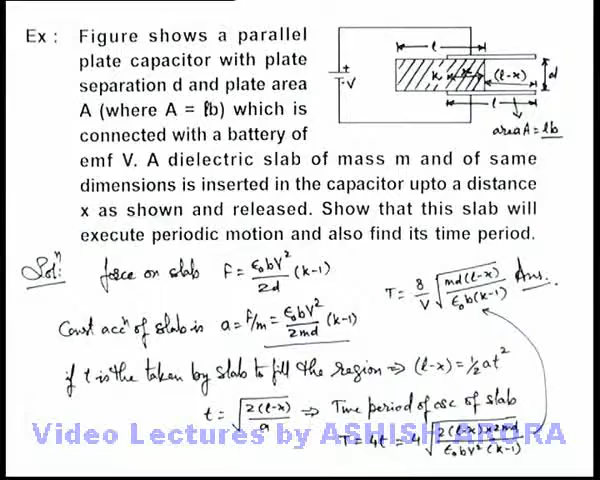 Ex : Figure shows a parallel
plate capacitor with plate
separation d and plate area
A (where A = ℓb) which is
connected with a battery of
emf V. A dielectric slab of mass m and of same
dimensions is inserted in the capacitor upto a distance
x as shown and released. Show that this slab will
execute periodic motion and also find its time period.
ℓ
+
V
k x (ℓ-x) d
ℓ
area A = ℓb
Solⁿ: force on slab F = ε₀bV²/2d (k-1)
T = 8/V √(md(ℓ-x)/ε₀b(k-1)) Ans.
Const accⁿ of slab is a = F/m = ε₀bV²/2md (k-1)
if t is the taken by slab to fill the region ⇒ (ℓ-x) = ½at²
t = √(2(ℓ-x)/a) ⇒ Time period of osc of slab
T = 4t = 4√(2(ℓ-x)×2md/ε₀bV²(k-1))
Video Lectures by ASHISH ARORA